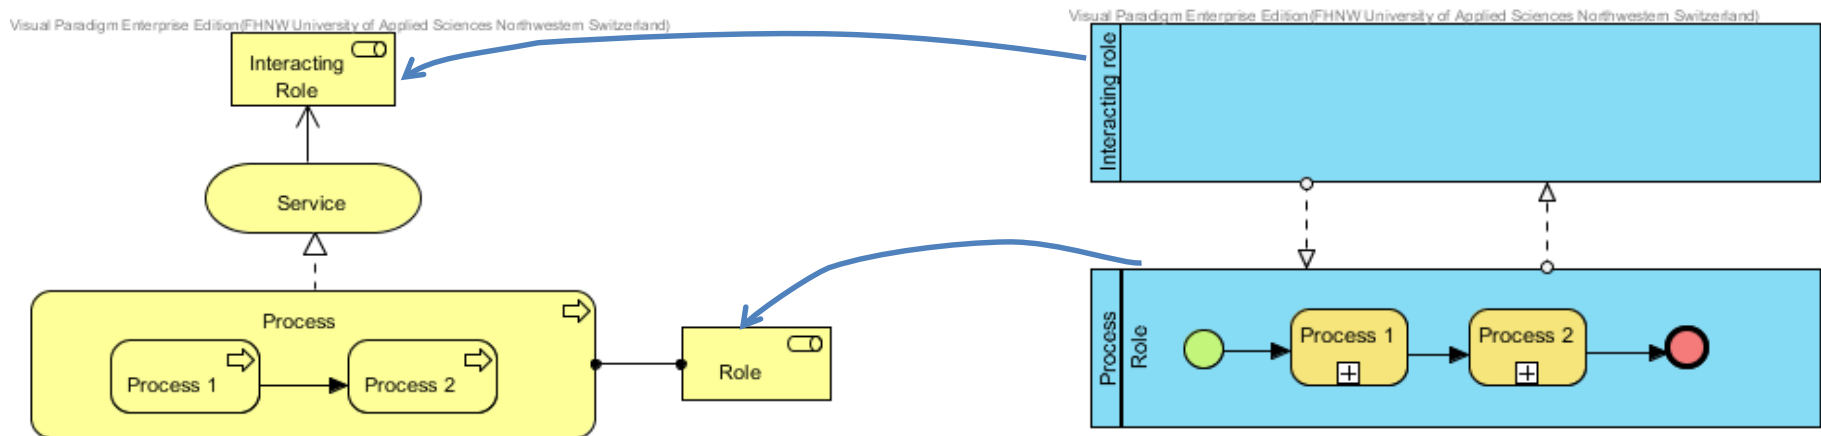 Visual Paradigm Enterprise Edition(FHNW University of Applied Sciences Northwestern Switzerland)
Interacting
Role
Service
Process
Process 1
Process 2
Role
Visual Paradigm Enterprise Edition(FHNW University of Applied Sciences Northwestern Switzerland)
Interacting role
Process
Role
Process 1
Process 2